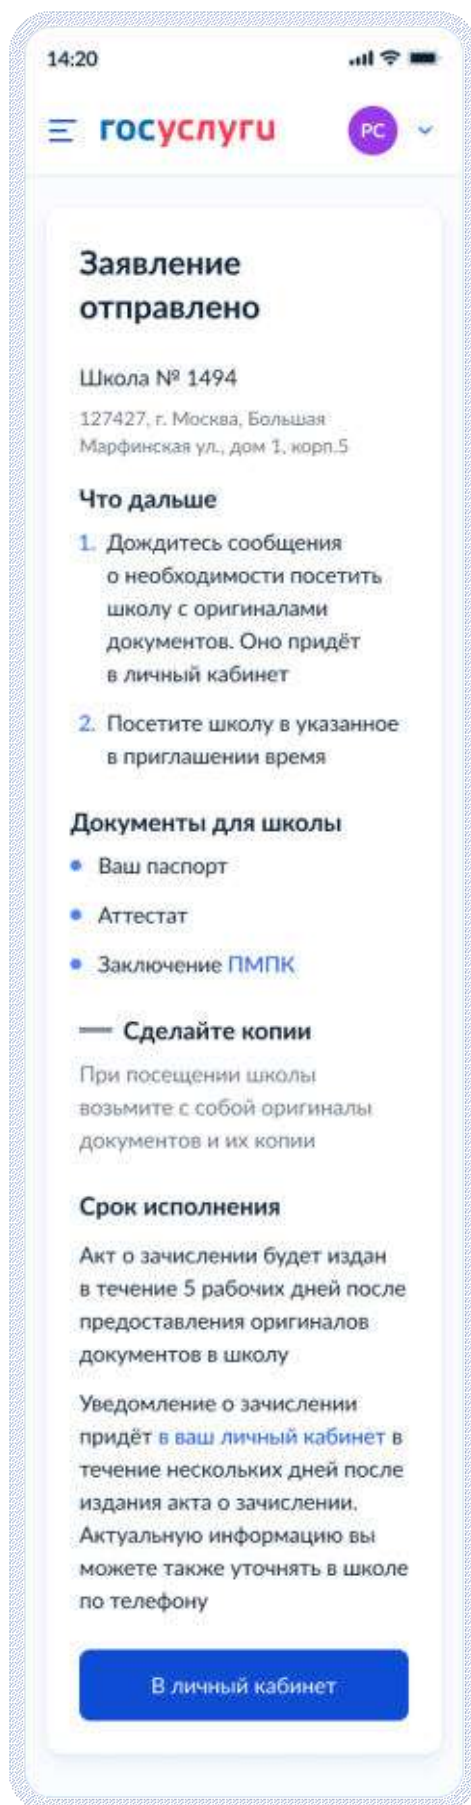 14:20
госуслуги
РС
Заявление
отправлено
Школа № 1494
127427, г. Москва, Большая
Марфинская ул., дом 1, корп.5
Что дальше
1. Дождитесь сообщения
о необходимости посетить
школу с оригиналами
документов. Оно придёт
в личный кабинет
2. Посетите школу в указанное
в приглашении время
Документы для школы
• Ваш паспорт
• Аттестат
• Заключение ПМПК
Сделайте копии
При посещении школы
возьмите с собой оригиналы
документов и их копии
Срок исполнения
Акт о зачислении будет издан
в течение 5 рабочих дней после
предоставления оригиналов
документов в школу
Уведомление о зачислении
придёт в ваш личный кабинет в
течение нескольких дней после
издания акта о зачислении.
Актуальную информацию вы
можете также уточнять в школе
по телефону
В личный кабинет